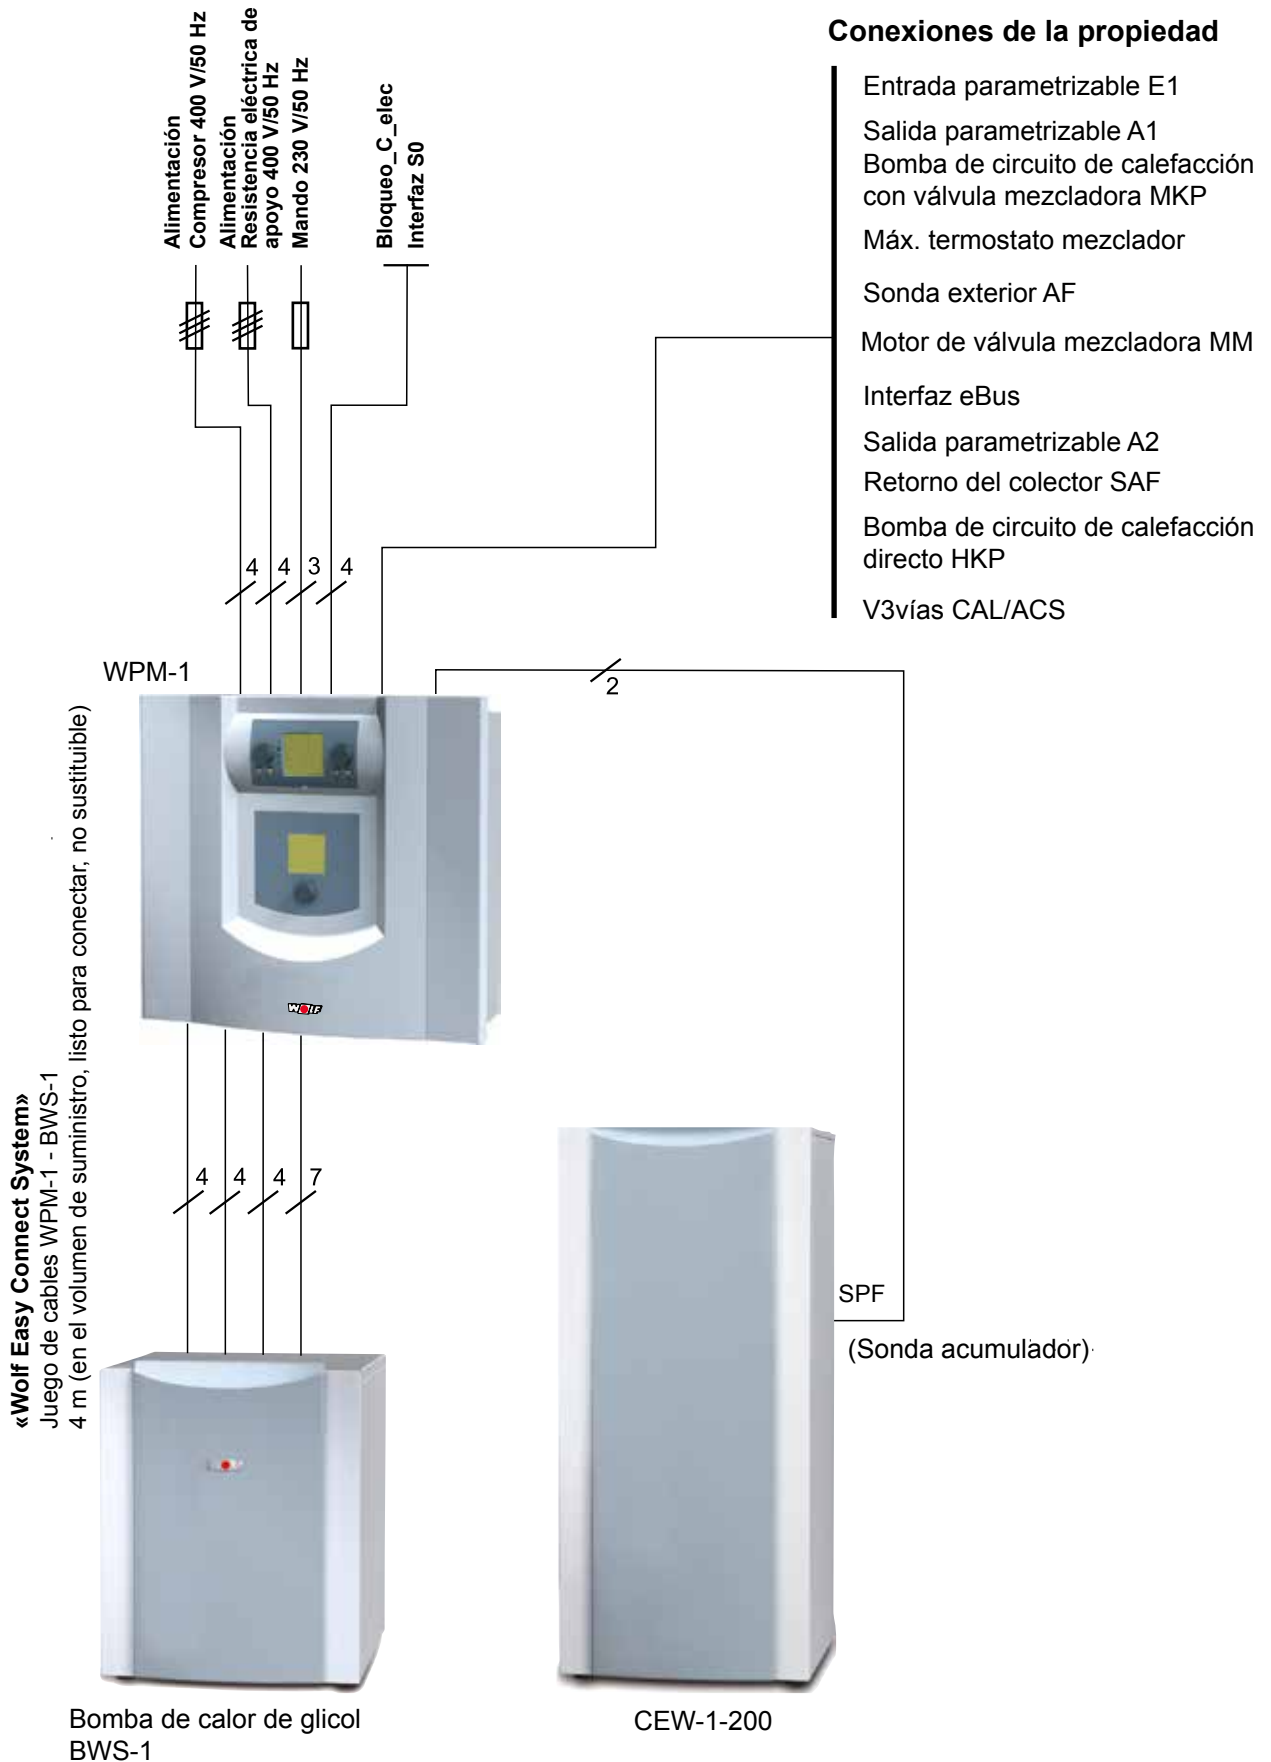 Conexiones de la propiedad
Alimentación
Compresor 400 V/50 Hz
Alimentación
Resistencia eléctrica de
apoyo 400 V/50 Hz
Mando 230 V/50 Hz
Bloqueo_C_elec
Interfaz S0
Entrada parametrizable E1
Salida parametrizable A1
Bomba de circuito de calefacción
con válvula mezcladora MKP
Máx. termostato mezclador
Sonda exterior AF
Motor de válvula mezcladora MM
Interfaz eBus
Salida parametrizable A2
Retorno del colector SAF
Bomba de circuito de calefacción
directo HKP
V3vías CAL/ACS
4 4 3 4
WPM-1
2
WOLF
«Wolf Easy Connect System»
Juego de cables WPM-1 - BWS-1
4 m (en el volumen de suministro, listo para conectar, no sustituible)
4 4 4 7
SPF
(Sonda acumulador)
Bomba de calor de glicol
BWS-1
CEW-1-200